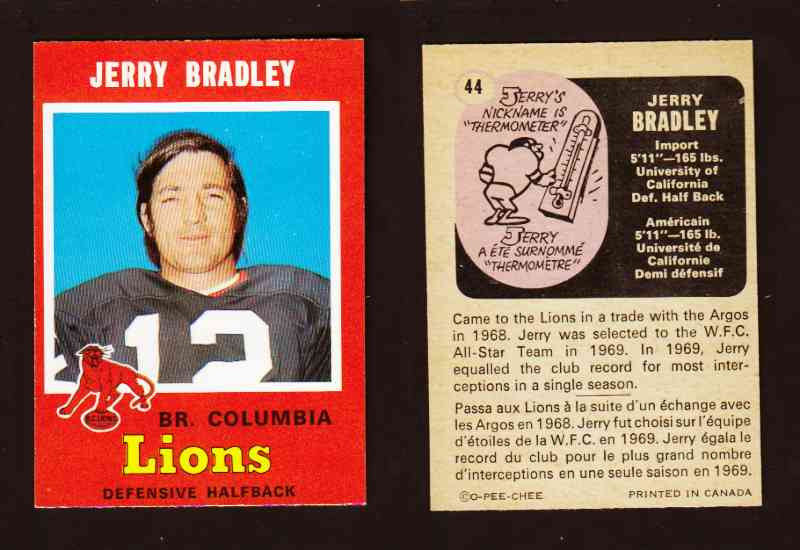 JERRY BRADLEY
12
B.C. LIONS
BR. COLUMBIA
Lions
DEFENSIVE HALFBACK
44
JERRY'S
NICKNAME IS
"THERMOMETER"
JERRY
A ÉTÉ SURNOMMÉ
"THERMOMÈTRE"
JERRY
BRADLEY
Import
5'11"—165 lbs.
University of
California
Def. Half Back
Américain
5'11"—165 lb.
Université de
Californie
Demi défensif
Came to the Lions in a trade with the Argos
in 1968. Jerry was selected to the W.F.C.
All-Star Team in 1969. In 1969, Jerry
equalled the club record for most inter-
ceptions in a single season.
Passa aux Lions à la suite d'un échange avec
les Argos en 1968. Jerry fut choisi sur l'équipe
d'étoiles de la W.F.C. en 1969. Jerry égala le
record du club pour le plus grand nombre
d'interceptions en une seule saison en 1969.
©O-PEE-CHEE PRINTED IN CANADA